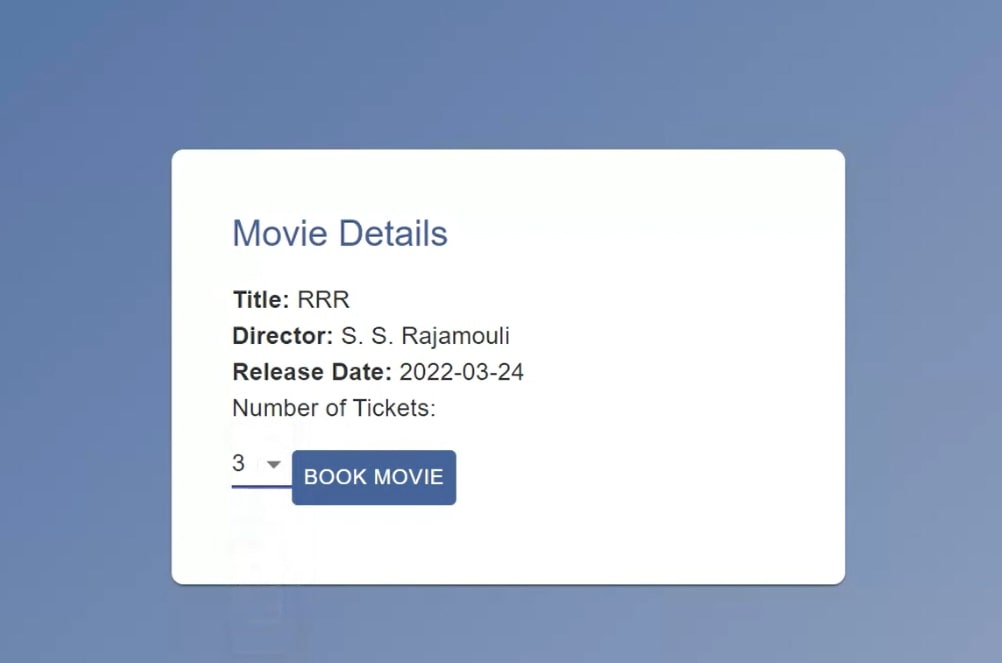 Movie Details
Title: RRR
Director: S. S. Rajamouli
Release Date: 2022-03-24
Number of Tickets:
3 BOOK MOVIE